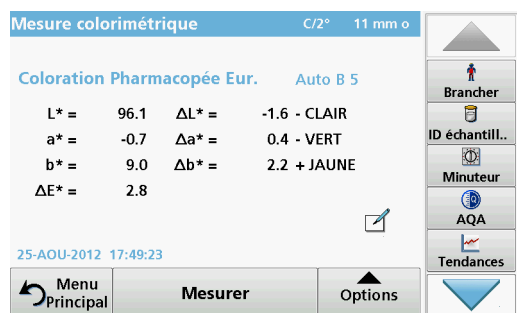 Mesure colorimétrique C/2° 11 mm o
Coloration Pharmacopée Eur. Auto B 5
L* = 96.1 ΔL* = -1.6 - CLAIR
a* = -0.7 Δa* = 0.4 - VERT
b* = 9.0 Δb* = 2.2 + JAUNE
ΔE* = 2.8
25-AOU-2012 17:49:23
Menu Principal
Mesurer
Options
Brancher
ID échantill..
Minuteur
AQA
Tendances